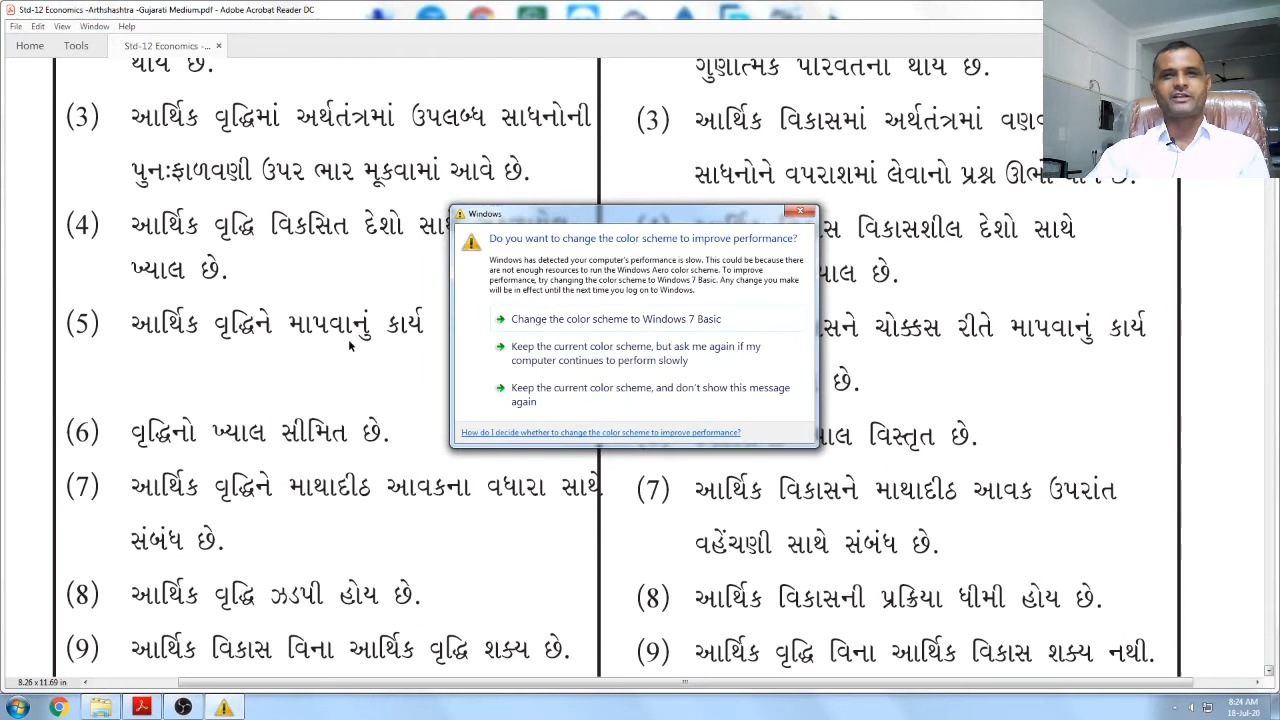 Std-12 Economics -Arthshashtra -Gujarati Medium.pdf - Adobe Acrobat Reader DC
File Edit View Window Help
Home Tools Std-12 Economics -... ×
થાય છે.
(3) આર્થિક વૃદ્ધિમાં અર્થતંત્રમાં ઉપલબ્ધ સાધનોની
પુનઃફાળવણી ઉપર ભાર મૂકવામાં આવે છે.
(4) આર્થિક વૃદ્ધિ વિકસિત દેશો
ખ્યાલ છે.
(5) આર્થિક વૃદ્ધિને માપવાનું કાર્ય
(6) વૃદ્ધિનો ખ્યાલ સીમિત છે.
(7) આર્થિક વૃદ્ધિને માથાદીઠ આવકના વધારા સાથે
સંબંધ છે.
(8) આર્થિક વૃદ્ધિ ઝડપી હોય છે.
(9) આર્થિક વિકાસ વિના આર્થિક વૃદ્ધિ શક્ય છે.
ગુણાત્મક પરિવર્તનો થાય છે.
(3) આર્થિક વિકાસમાં અર્થતંત્રમાં
સાધનોને વપરાશમાં લેવાનો પ્રશ્ન
વિકાસશીલ દેશો સાથે
છે.
ચોક્કસ રીતે માપવાનું કાર્ય
છે.
વિસ્તૃત છે.
(7) આર્થિક વિકાસને માથાદીઠ આવક ઉપરાંત
વહેંચણી સાથે સંબંધ છે.
(8) આર્થિક વિકાસની પ્રક્રિયા ધીમી હોય છે.
(9) આર્થિક વૃદ્ધિ વિના આર્થિક વિકાસ શક્ય નથી.
Windows
Do you want to change the color scheme to improve performance?
Windows has detected your computer's performance is slow. This could be because there
are not enough resources to run the Windows Aero color scheme. To improve
performance, try changing the color scheme to Windows 7 Basic. Any change you make
will be in effect until the next time you log on to Windows.
Change the color scheme to Windows 7 Basic
Keep the current color scheme, but ask me again if my
computer continues to perform slowly
Keep the current color scheme, and don't show this message
again
How do I decide whether to change the color scheme to improve performance?
8.26 x 11.69 in
8:24 AM
18-Jul-20